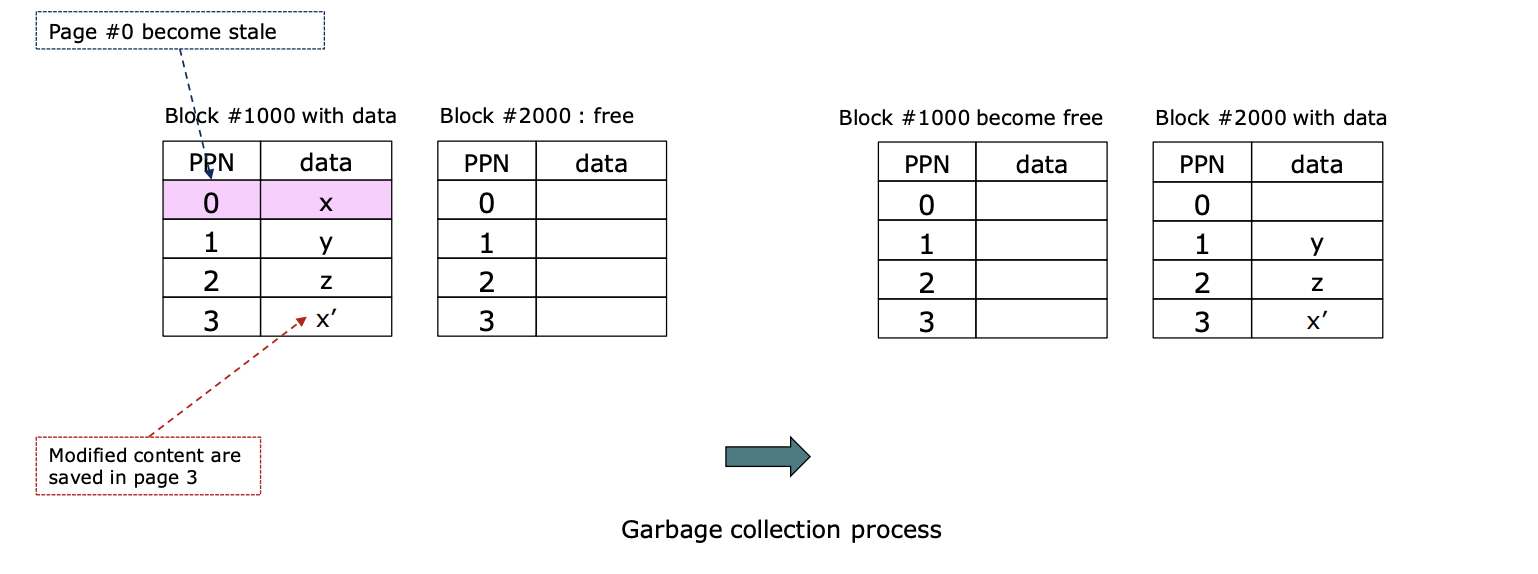 Page #0 become stale
Block #1000 with data
PPN data
0 x
1 y
2 z
3 x′
Block #2000 : free
PPN data
0
1
2
3
Block #1000 become free
PPN data
0
1
2
3
Block #2000 with data
PPN data
0
1 y
2 z
3 x′
Modified content are
saved in page 3
Garbage collection process